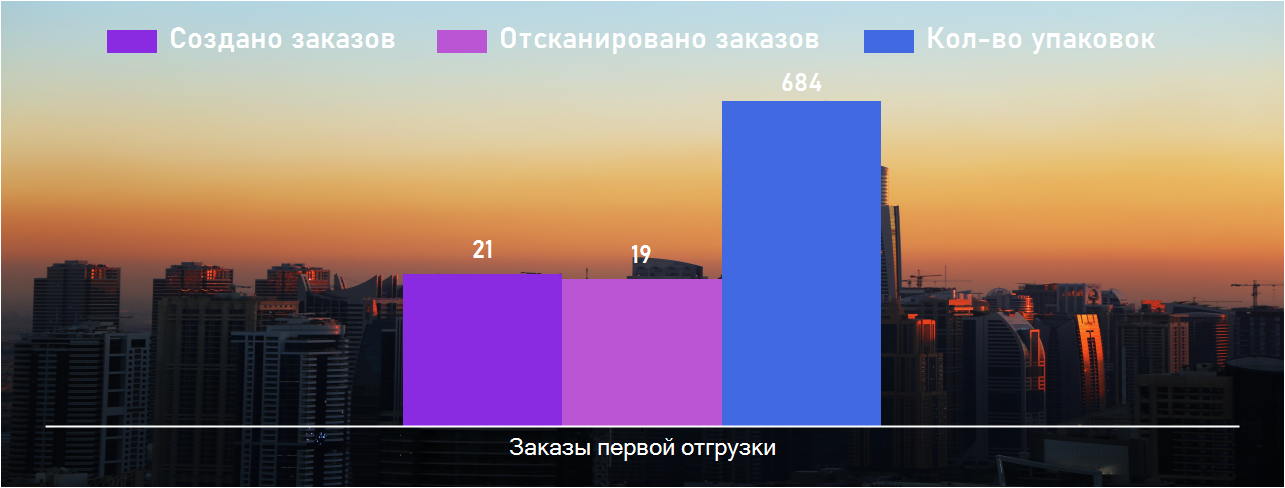 Создано заказов Отсканировано заказов Кол-во упаковок
684
21 19
Заказы первой отгрузки